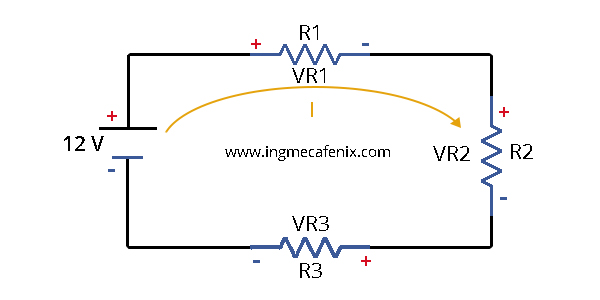 R1
+
-
VR1
+
I
+
12 V
www.ingmecafenix.com
VR2
R2
-
-
VR3
-
+
R3